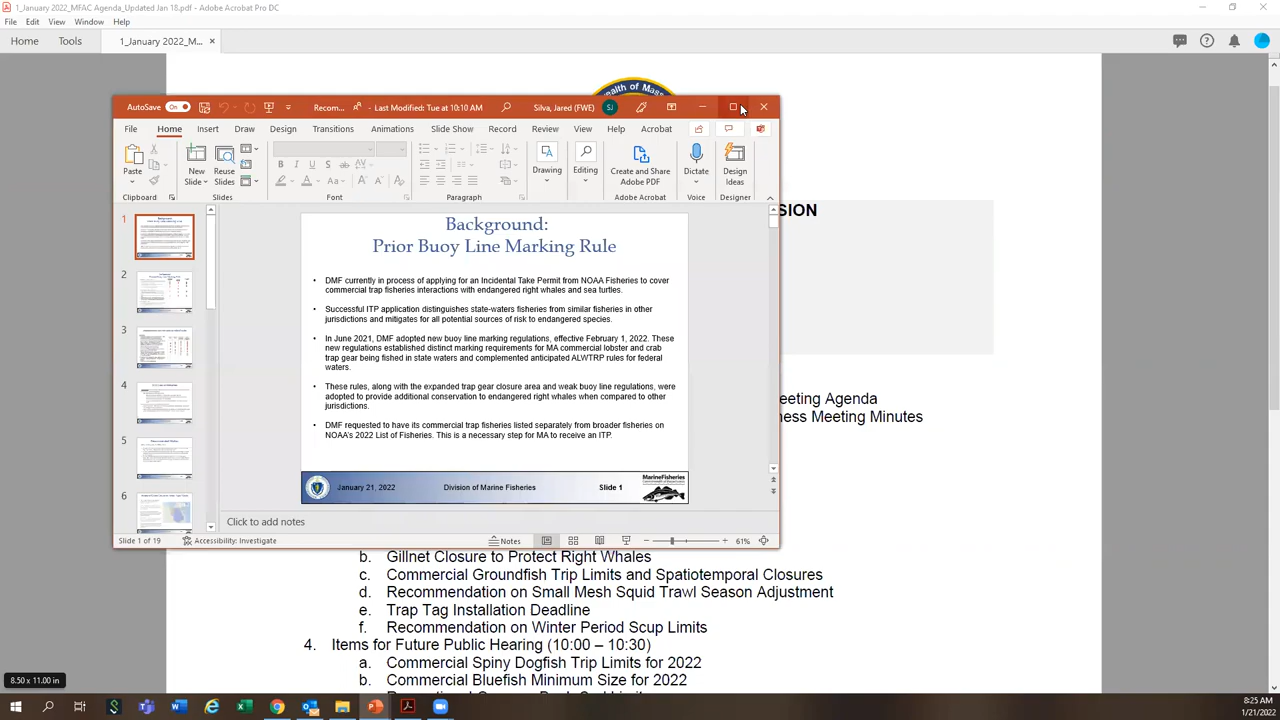 1_January 2022_MFAC Agenda_Updated Jan 18.pdf - Adobe Acrobat Pro DC
File Edit View Window Help
Home Tools 1_January 2022_M... ×
AutoSave On Recom... - Last Modified: Tue at 10:10 AM Silva, Jared (FWE) SJ
File Home Insert Draw Design Transitions Animations Slide Show Record Review View Help Acrobat
Paste New Slides Reuse Slides Drawing Editing Create and Share Adobe PDF Dictate Design Ideas
Clipboard Slides Font Paragraph Adobe Acrobat Voice Designer
SION
1
2
3
4
5
6
Background:
Prior Buoy Line Marking Rule
DMF currently in process of applying for an Incidental Take Permit from NOAA Fisheries to cover
commercial trap fisheries interactions with endangered right whales and sea turtles.
Successful ITP application distinguishes state-waters fisheries from similar fisheries in other
jurisdictions and mitigates for all potential sources of risk to endangered species.
In June 2021, DMF adopted new buoy line marking regulations, effective February 1, 2022. These
new regulations established distinct marking requirements for MA commercial lobster and crab
trap gear being fished in state waters and complemented anticipated ALWTRP rules for federal
• These rules, along with the expanded trap gear closure area and weak buoy line regulations, were
adopted to provide additional protection to endangered right whales when compared to other
jurisdictions.
• DMF requested to have its commercial trap fisheries listed separately from broader fisheries on
NOAA's 2022 List of Fisheries. This is a necessary step for MA to receive an ITP.
January 21, 2022 Division of Marine Fisheries Slide 1 MarineFisheries
Click to add notes
Slide 1 of 19 Accessibility: Investigate Notes 61%
eeting Agenda
ness Meeting Minutes
b. Gillnet Closure to Protect Right Whales
c. Commercial Groundfish Trip Limits and Spatiotemporal Closures
d. Recommendation on Small Mesh Squid Trawl Season Adjustment
e. Trap Tag Installation Deadline
f. Recommendation on Winter Period Scup Limits
4. Items for Future Public Hearing (10:00 – 10:30)
a. Commercial Spiny Dogfish Trip Limits for 2022
b. Commercial Bluefish Minimum Size for 2022
8.50 x 11.00 in
8:25 AM
1/21/2022